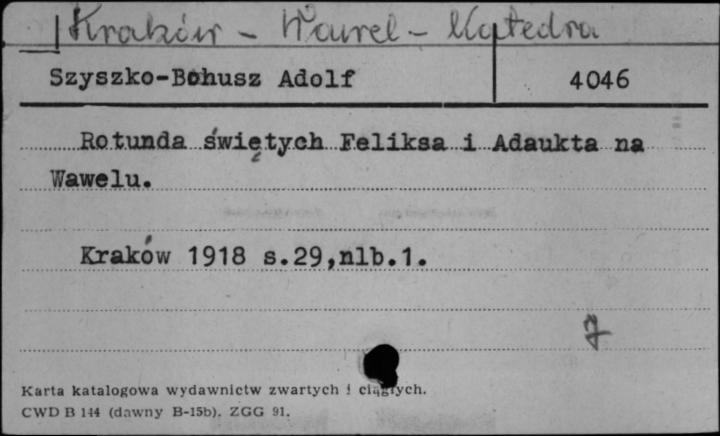 Kraków - Wawel - Katedra
Szyszko-Bohusz Adolf 4046
Rotunda świętych Feliksa i Adaukta na
Wawelu.
Kraków 1918 s.29,nlb.1.
7
Karta katalogowa wydawnictw zwartych i ciągłych.
CWD B 144 (dawny B-15b). ZGG 91.